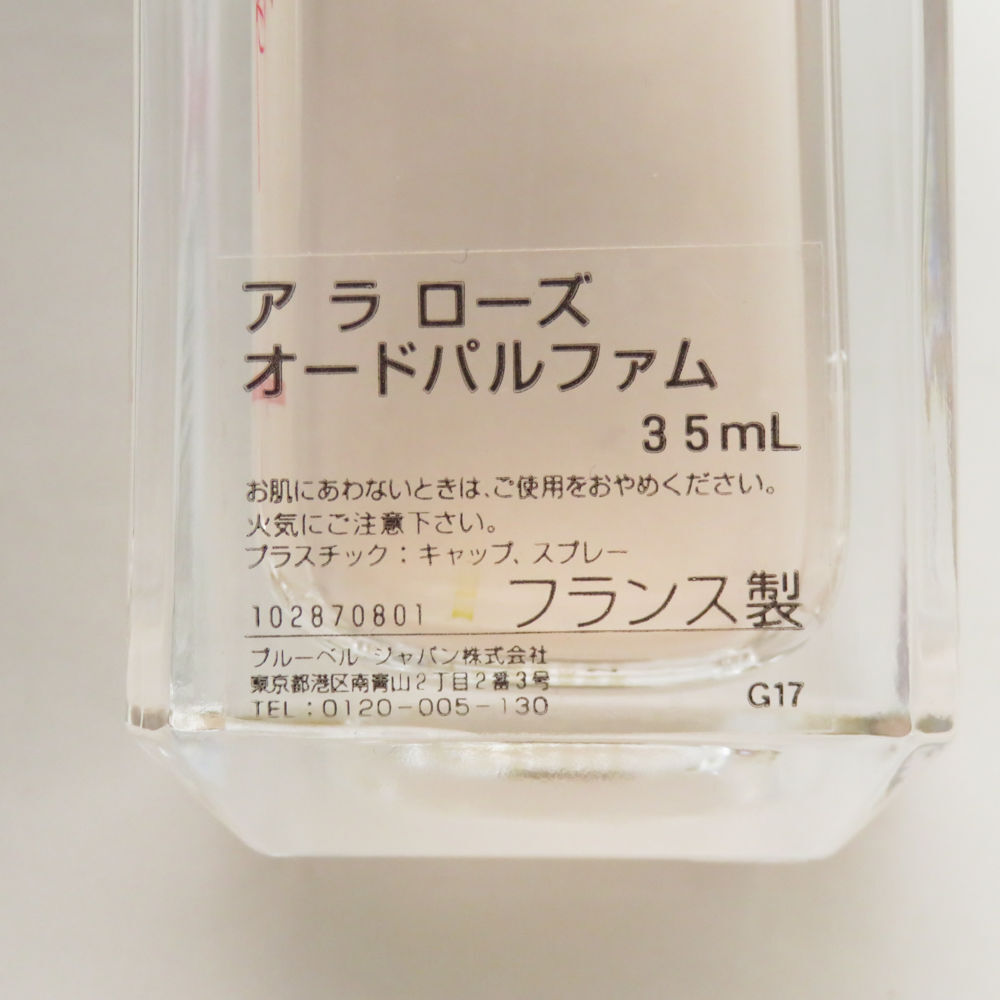 ア ラ ローズ
オードパルファム
35mL
お肌にあわないときは、ご使用をおやめください。
火気にご注意下さい。
プラスチック：キャップ、スプレー
フランス製
102870801
ブルーベル ジャパン株式会社
東京都港区南青山2丁目2番3号
TEL：0120-005-130
G17